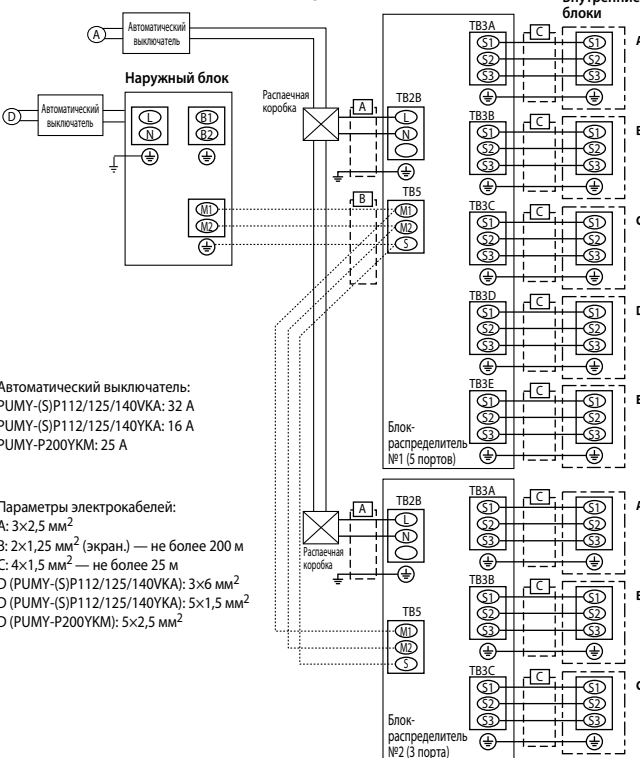 Внутренние
блоки
A
Автоматический
выключатель
Наружный блок
D
Автоматический
выключатель
L
N
B1
B2
M1
M2
Распаечная
коробка
A
B
TB2B
L
N
TB5
M1
M2
S
TB3A
C
S1 S1
S2 S2
S3 S3
A
TB3B
C
S1 S1
S2 S2
S3 S3
TB3C
C
S1 S1
S2 S2
S3 S3
TB3D
C
S1 S1
S2 S2
S3 S3
TB3E
C
S1 S1
S2 S2
S3 S3
Блок-
распределитель
№1 (5 портов)
Автоматический выключатель:
PUMY-(S)P112/125/140VKA: 32 А
PUMY-(S)P112/125/140YKA: 16 А
PUMY-P200YKM: 25 А
Параметры электрокабелей:
A: 3×2,5 мм²
B: 2×1,25 мм² (экран.) — не более 200 м
C: 4×1,5 мм² — не более 25 м
D (PUMY-(S)P112/125/140VKA): 3×6 мм²
D (PUMY-(S)P112/125/140YKA): 5×1,5 мм²
D (PUMY-P200YKM): 5×2,5 мм²
Распаечная
коробка
A
TB2B
L
N
TB5
M1
M2
S
TB3A
C
S1 S1
S2 S2
S3 S3
A
TB3B
C
S1 S1
S2 S2
S3 S3
TB3C
C
S1 S1
S2 S2
S3 S3
Блок-
распределитель
№2 (3 порта)